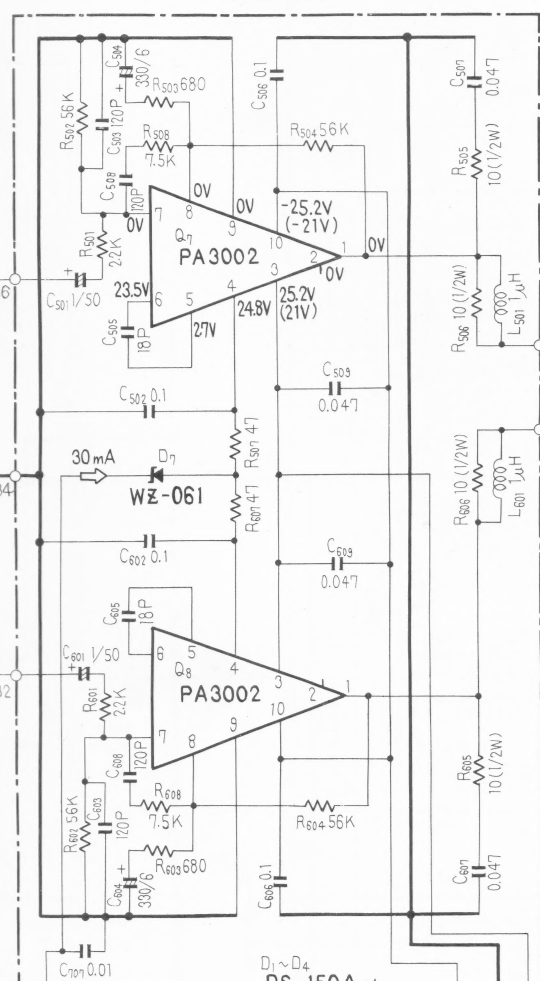 C504
330/6
+
R503 680
C506 0.1
C507
0.047
R502 56K
C503
120P
R508
7.5K
R504 56K
R505
10 (1/2W)
C508
120P
0V
0V
7
8
9
0V
R501
2.2K
Q7
PA3002
10
-25.2V
(-21V)
1
0V
2
0V
6
+
C501 1/50
23.5V
6
5
4
3
25.2V
(21V)
24.8V
27V
C505
18P
R506 10 (1/2W)
L501 1μH
C502 0.1
C509
0.047
R507 47
30mA
D7
WZ-061
R607 47
R606 10 (1/2W)
L601 1μH
C602 0.1
C609
0.047
C605
18P
C601 1/50
+
6
5
4
3
Q8
PA3002
2
1
R601
2.2K
7
8
9
10
C608
120P
R602 56K
C603
120P
R608
7.5K
R604 56K
R605
10 (1/2W)
R603 680
+
C604
330/6
C606 0.1
C607
0.047
C707 0.01
D1~D4